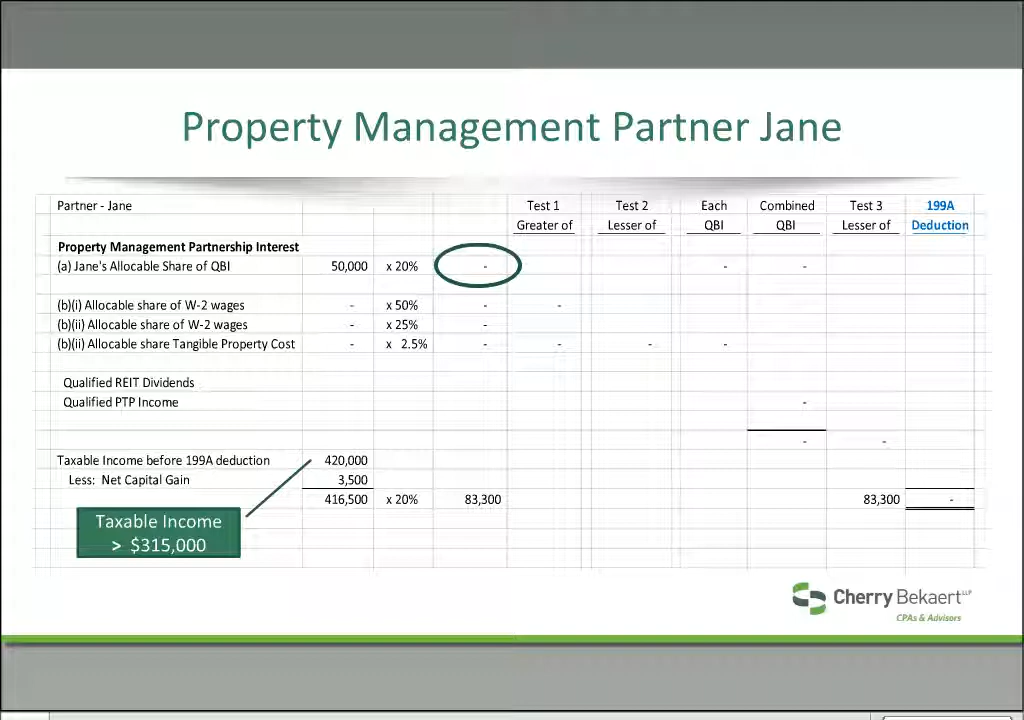 Property Management Partner Jane
Partner - Jane Test 1 Test 2 Each Combined Test 3 199A
Greater of Lesser of QBI QBI Lesser of Deduction
Property Management Partnership Interest
(a) Jane's Allocable Share of QBI 50,000 x 20% - - -
(b)(i) Allocable share of W-2 wages - x 50% - -
(b)(ii) Allocable share of W-2 wages - x 25% -
(b)(ii) Allocable share Tangible Property Cost - x 2.5% - - - -
Qualified REIT Dividends
Qualified PTP Income -
- -
Taxable Income before 199A deduction 420,000
Less: Net Capital Gain 3,500
416,500 x 20% 83,300 83,300 -
Taxable Income
> $315,000
Cherry Bekaert LLP
CPAs & Advisors